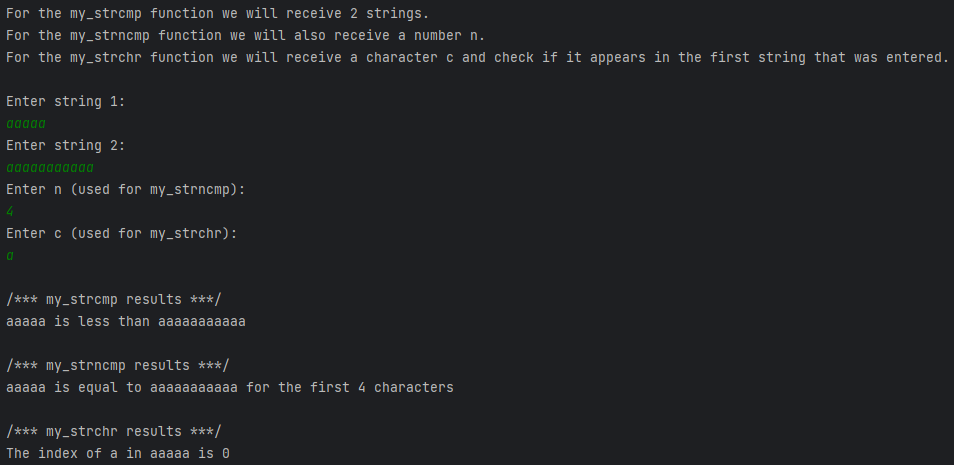 For the my_strcmp function we will receive 2 strings.
For the my_strncmp function we will also receive a number n.
For the my_strchr function we will receive a character c and check if it appears in the first string that was entered.
Enter string 1:
aaaaa
Enter string 2:
aaaaaaaaaaa
Enter n (used for my_strncmp):
4
Enter c (used for my_strchr):
a
/*** my_strcmp results ***/
aaaaa is less than aaaaaaaaaaa
/*** my_strncmp results ***/
aaaaa is equal to aaaaaaaaaaa for the first 4 characters
/*** my_strchr results ***/
The index of a in aaaaa is 0